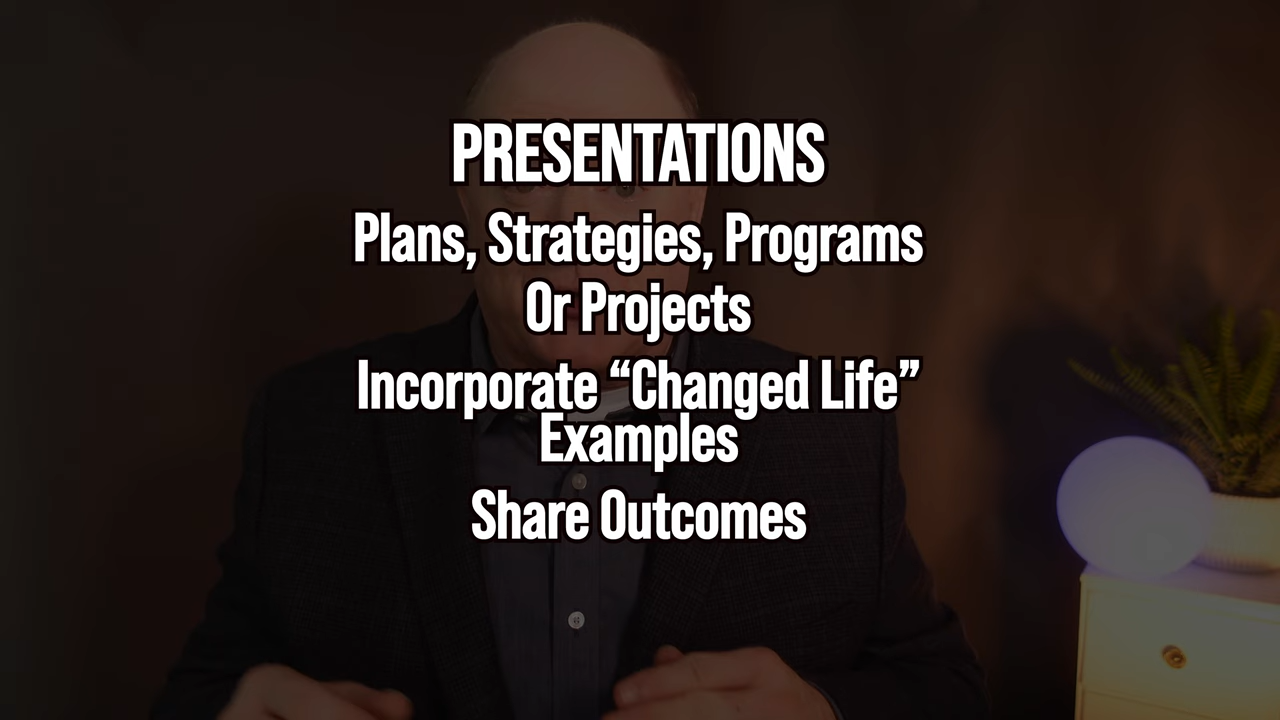 PRESENTATIONS
Plans, Strategies, Programs
Or Projects
Incorporate “Changed Life”
Examples
Share Outcomes